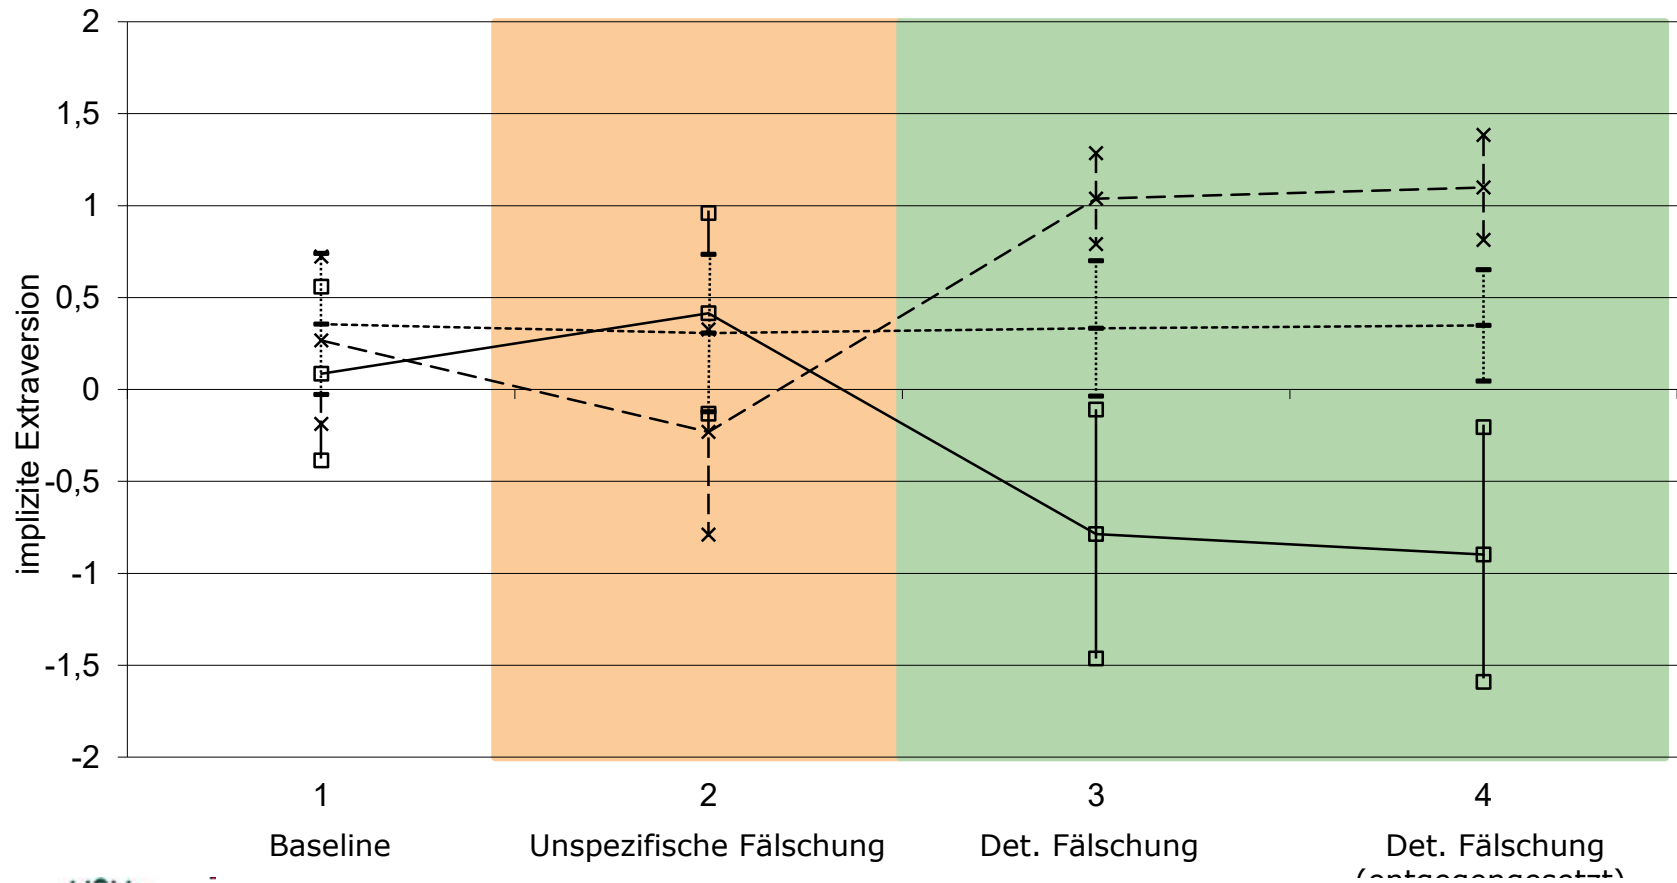 2
1,5
1
0,5
0
-0,5
-1
-1,5
-2
implizite Extraversion
1 2 3 4
Baseline Unspezifische Fälschung Det. Fälschung Det. Fälschung
(entgegengesetzt)